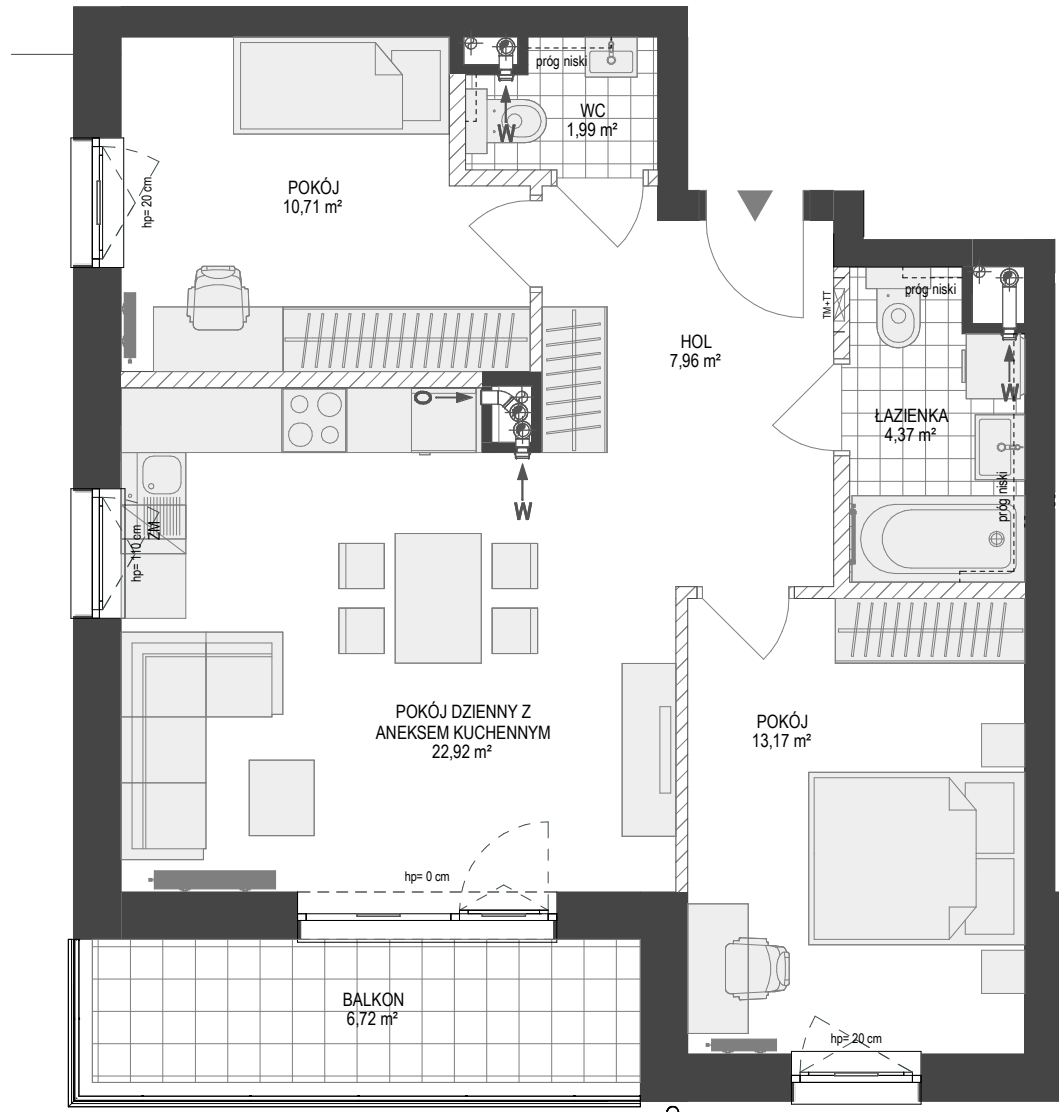 próg niski
WC
1,99 m²
W
POKÓJ
10,71 m²
hp= 20 cm
próg niski
TM+TT
HOL
7,96 m²
W
ŁAZIENKA
4,37 m²
próg niski
O
W
ZM
hp= 110 cm
POKÓJ DZIENNY Z
ANEKSEM KUCHENNYM
22,92 m²
POKÓJ
13,17 m²
hp= 0 cm
BALKON
6,72 m²
hp= 20 cm